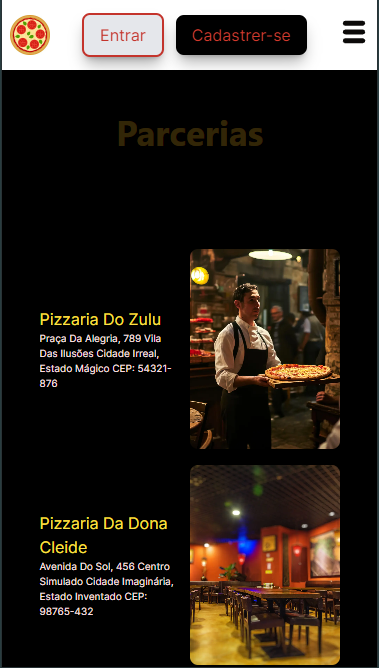 Entrar
Cadastrer-se
Parcerias
Pizzaria Do Zulu
Praça Da Alegria, 789 Vila
Das Ilusões Cidade Irreal,
Estado Mágico CEP: 54321-
876
Pizzaria Da Dona
Cleide
Avenida Do Sol, 456 Centro
Simulado Cidade Imaginária,
Estado Inventado CEP:
98765-432